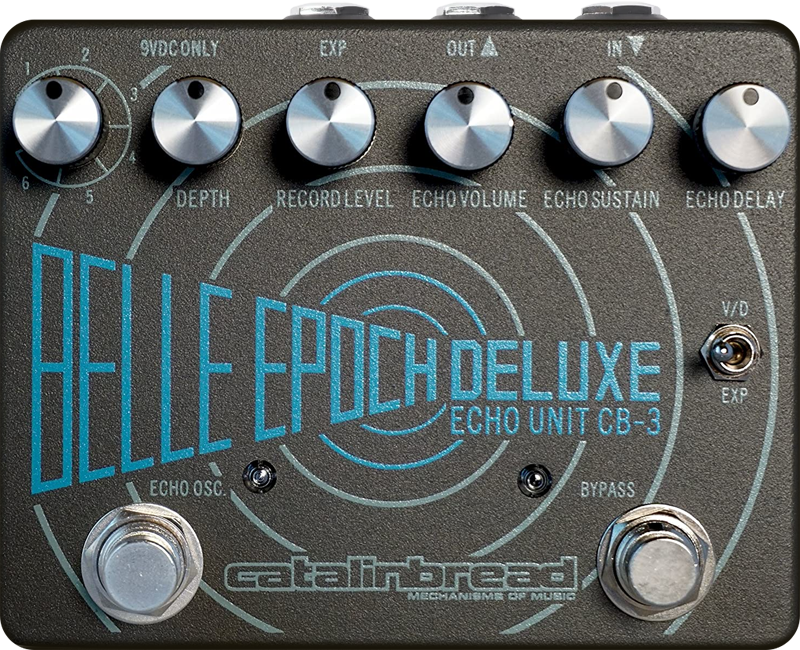 9VDC ONLY
EXP
OUT
IN
1
2
3
4
5
6
DEPTH
RECORD LEVEL
ECHO VOLUME
ECHO SUSTAIN
ECHO DELAY
V/D
EXP
BELLE EPOCH DELUXE
ECHO UNIT CB-3
ECHO OSC.
BYPASS
catalinbread
MECHANISMS OF MUSIC